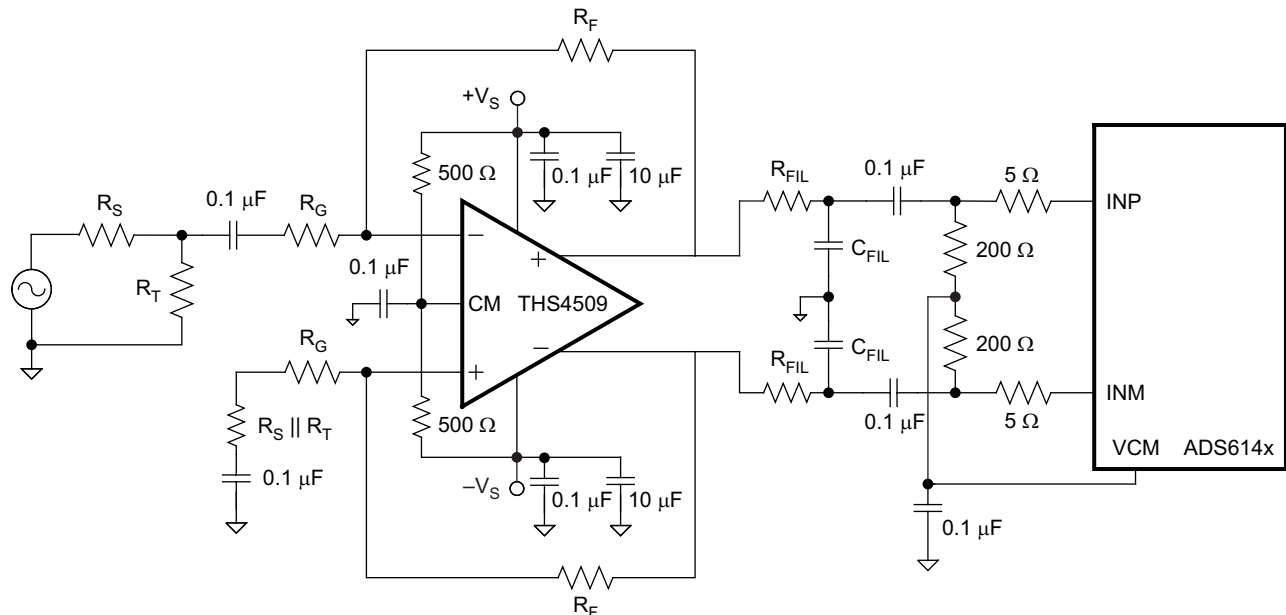 R_F
+V_S
500 Ω
0.1 μF
10 μF
R_S
0.1 μF
R_G
R_T
0.1 μF
−
+
CM
THS4509
+
−
R_G
R_S || R_T
0.1 μF
500 Ω
−V_S
0.1 μF
10 μF
R_F
R_FIL
0.1 μF
5 Ω
INP
C_FIL
200 Ω
C_FIL
200 Ω
R_FIL
0.1 μF
5 Ω
INM
VCM
ADS614x
0.1 μF